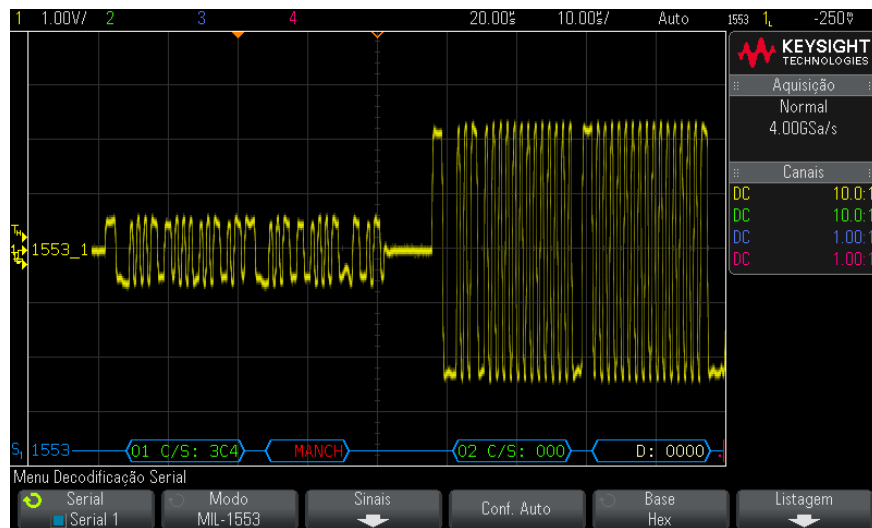 1 1.00V/ 2 3 4 20.00s 10.00s/ Auto 1553 1 L -250
KEYSIGHT
TECHNOLOGIES
Aquisição
Normal
4.00GSa/s
Canais
DC 10.0:1
DC 10.0:1
DC 1.00:1
DC 1.00:1
1553_1
S1 1553 01 C/S: 3C4 MANCH 02 C/S: 000 D: 0000
Menu Decodificação Serial
Serial Modo Sinais Conf. Auto Base Listagem
Serial 1 MIL-1553 Hex